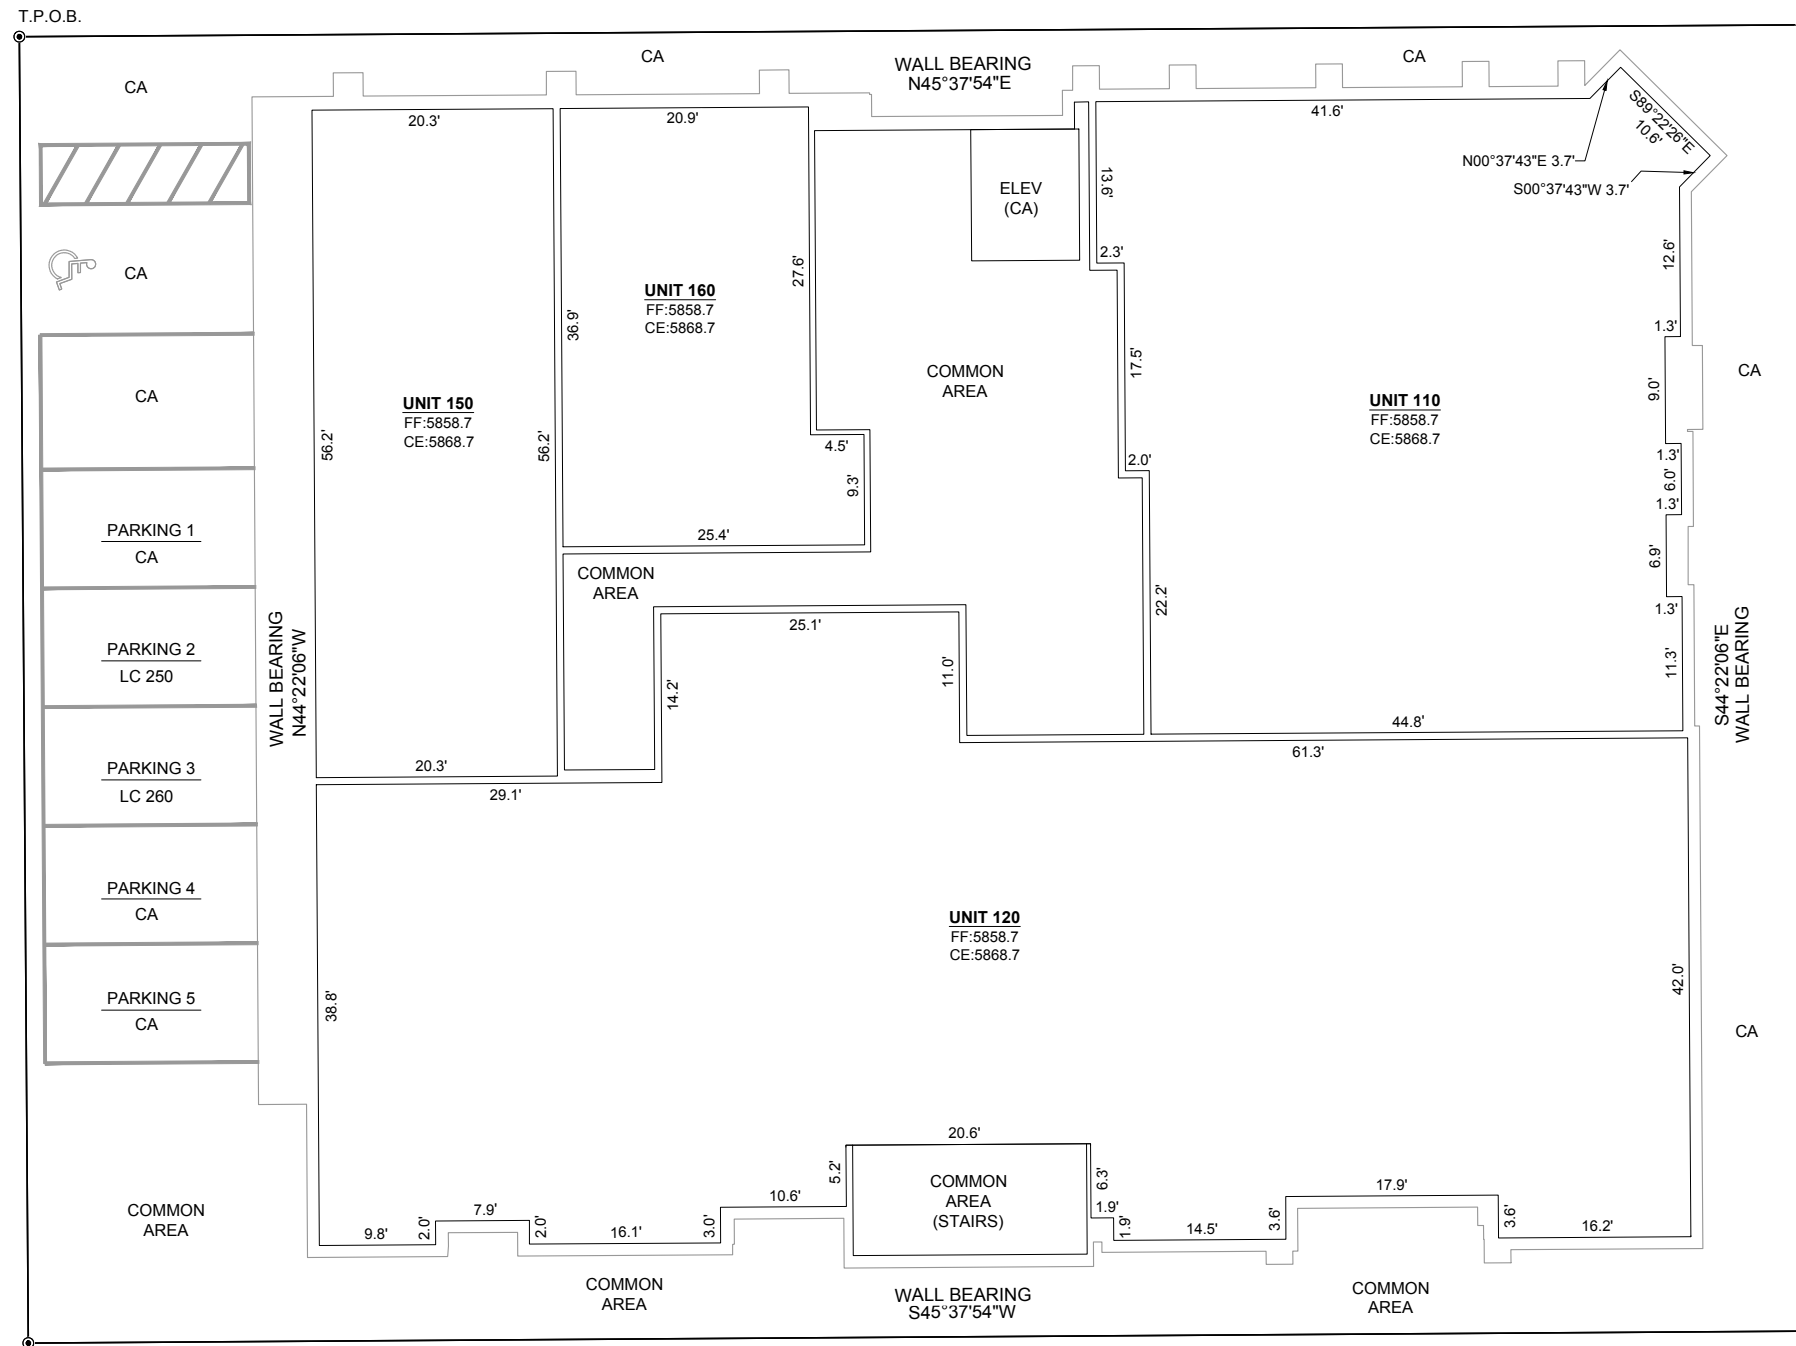 T.P.O.B.
CA
CA
WALL BEARING
N45°37'54"E
CA
CA
CA
PARKING 1
CA
PARKING 2
LC 250
PARKING 3
LC 260
PARKING 4
CA
PARKING 5
CA
WALL BEARING
N44°22'06"W
20.3'
56.2'
UNIT 150
FF:5858.7
CE:5868.7
56.2'
20.3'
20.9'
36.9'
UNIT 160
FF:5858.7
CE:5868.7
27.6'
4.5'
9.3'
25.4'
ELEV
(CA)
COMMON
AREA
COMMON
AREA
41.6'
13.6'
2.3'
17.5'
2.0'
22.2'
UNIT 110
FF:5858.7
CE:5868.7
S89°22'26"E
10.6'
N00°37'43"E 3.7'
S00°37'43"W 3.7'
12.6'
1.3'
9.0'
1.3'
6.0'
1.3'
6.9'
1.3'
11.3'
44.8'
CA
S44°22'06"E
WALL BEARING
25.1'
14.2'
11.0'
29.1'
61.3'
UNIT 120
FF:5858.7
CE:5868.7
38.8'
42.0'
CA
9.8'
2.0'
7.9'
2.0'
16.1'
3.0'
10.6'
5.2'
20.6'
COMMON
AREA
(STAIRS)
6.3'
1.9'
1.9'
14.5'
3.6'
17.9'
3.6'
16.2'
COMMON
AREA
COMMON
AREA
WALL BEARING
S45°37'54"W
COMMON
AREA